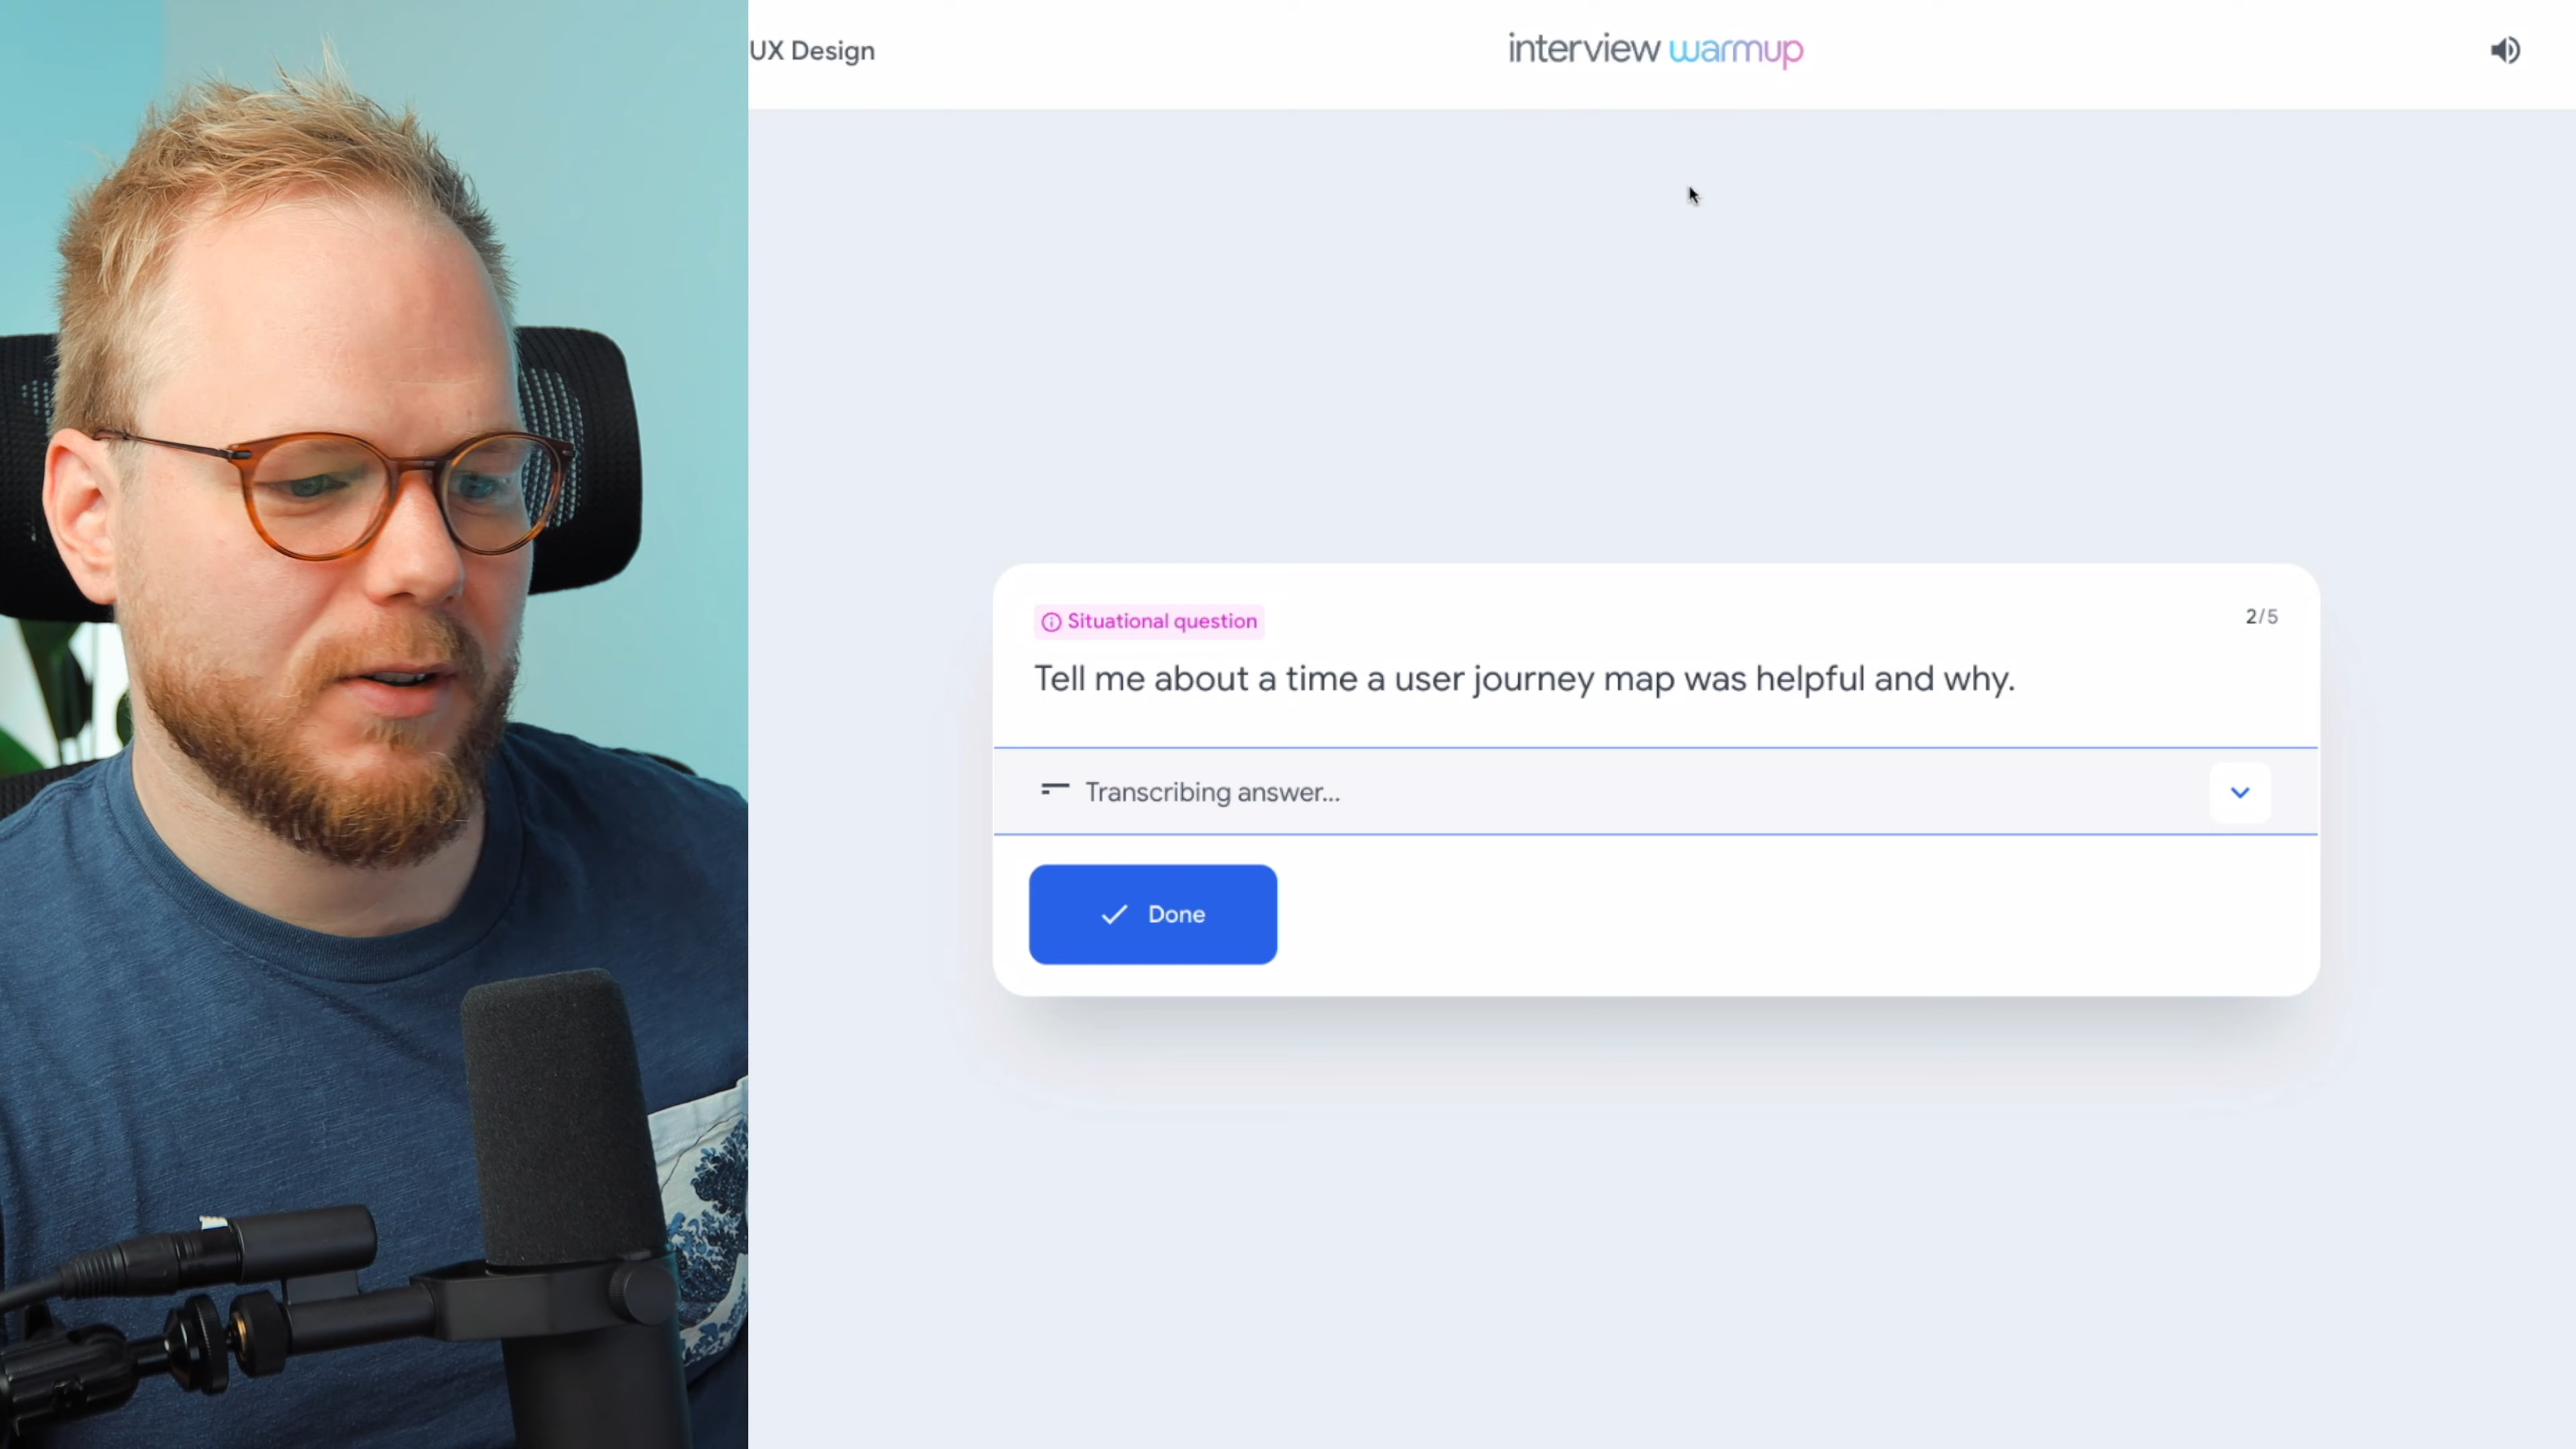 UX Design
interview warmup
Situational question
2/5
Tell me about a time a user journey map was helpful and why.
Transcribing answer...
Done